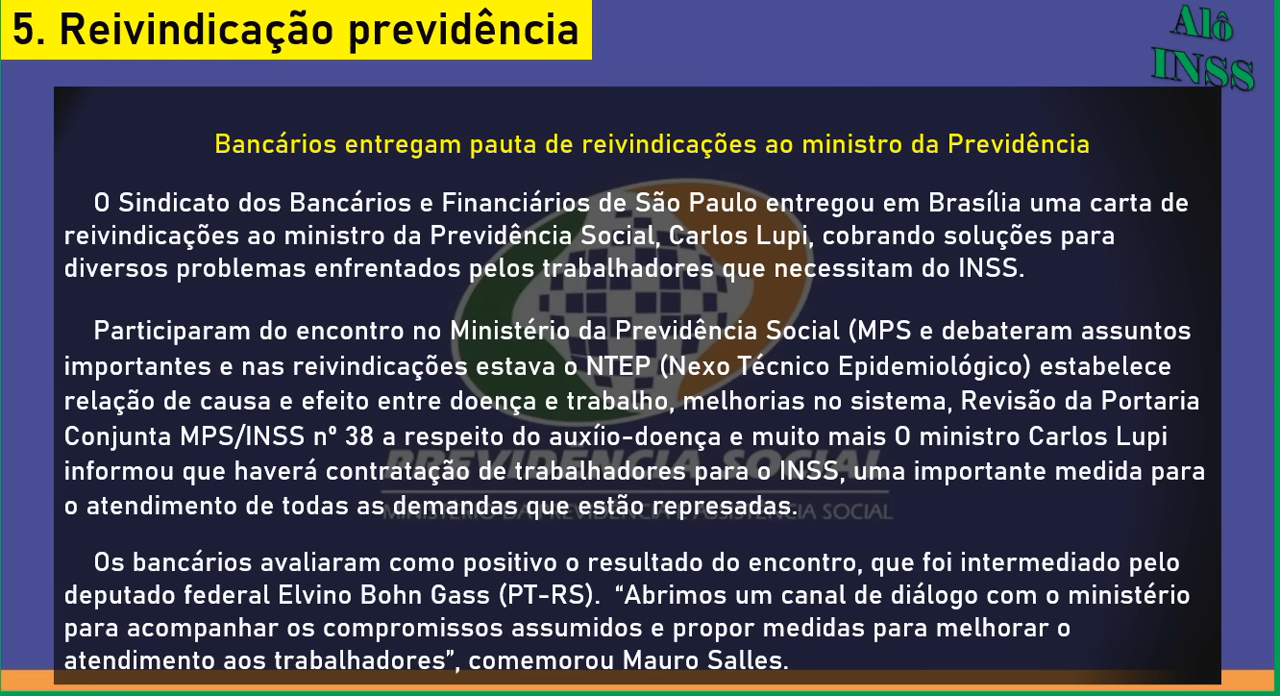 5. Reivindicação previdência
Alô
INSS
Bancários entregam pauta de reivindicações ao ministro da Previdência
O Sindicato dos Bancários e Financiários de São Paulo entregou em Brasília uma carta de
reivindicações ao ministro da Previdência Social, Carlos Lupi, cobrando soluções para
diversos problemas enfrentados pelos trabalhadores que necessitam do INSS.
Participaram do encontro no Ministério da Previdência Social (MPS e debateram assuntos
importantes e nas reivindicações estava o NTEP (Nexo Técnico Epidemiológico) estabelece
relação de causa e efeito entre doença e trabalho, melhorias no sistema, Revisão da Portaria
Conjunta MPS/INSS nº 38 a respeito do auxíio-doença e muito mais O ministro Carlos Lupi
informou que haverá contratação de trabalhadores para o INSS, uma importante medida para
o atendimento de todas as demandas que estão represadas.
PREVIDÊNCIA SOCIAL
MINISTÉRIO DA PREVIDÊNCIA E ASSISTÊNCIA SOCIAL
Os bancários avaliaram como positivo o resultado do encontro, que foi intermediado pelo
deputado federal Elvino Bohn Gass (PT-RS).  “Abrimos um canal de diálogo com o ministério
para acompanhar os compromissos assumidos e propor medidas para melhorar o
atendimento aos trabalhadores”, comemorou Mauro Salles.